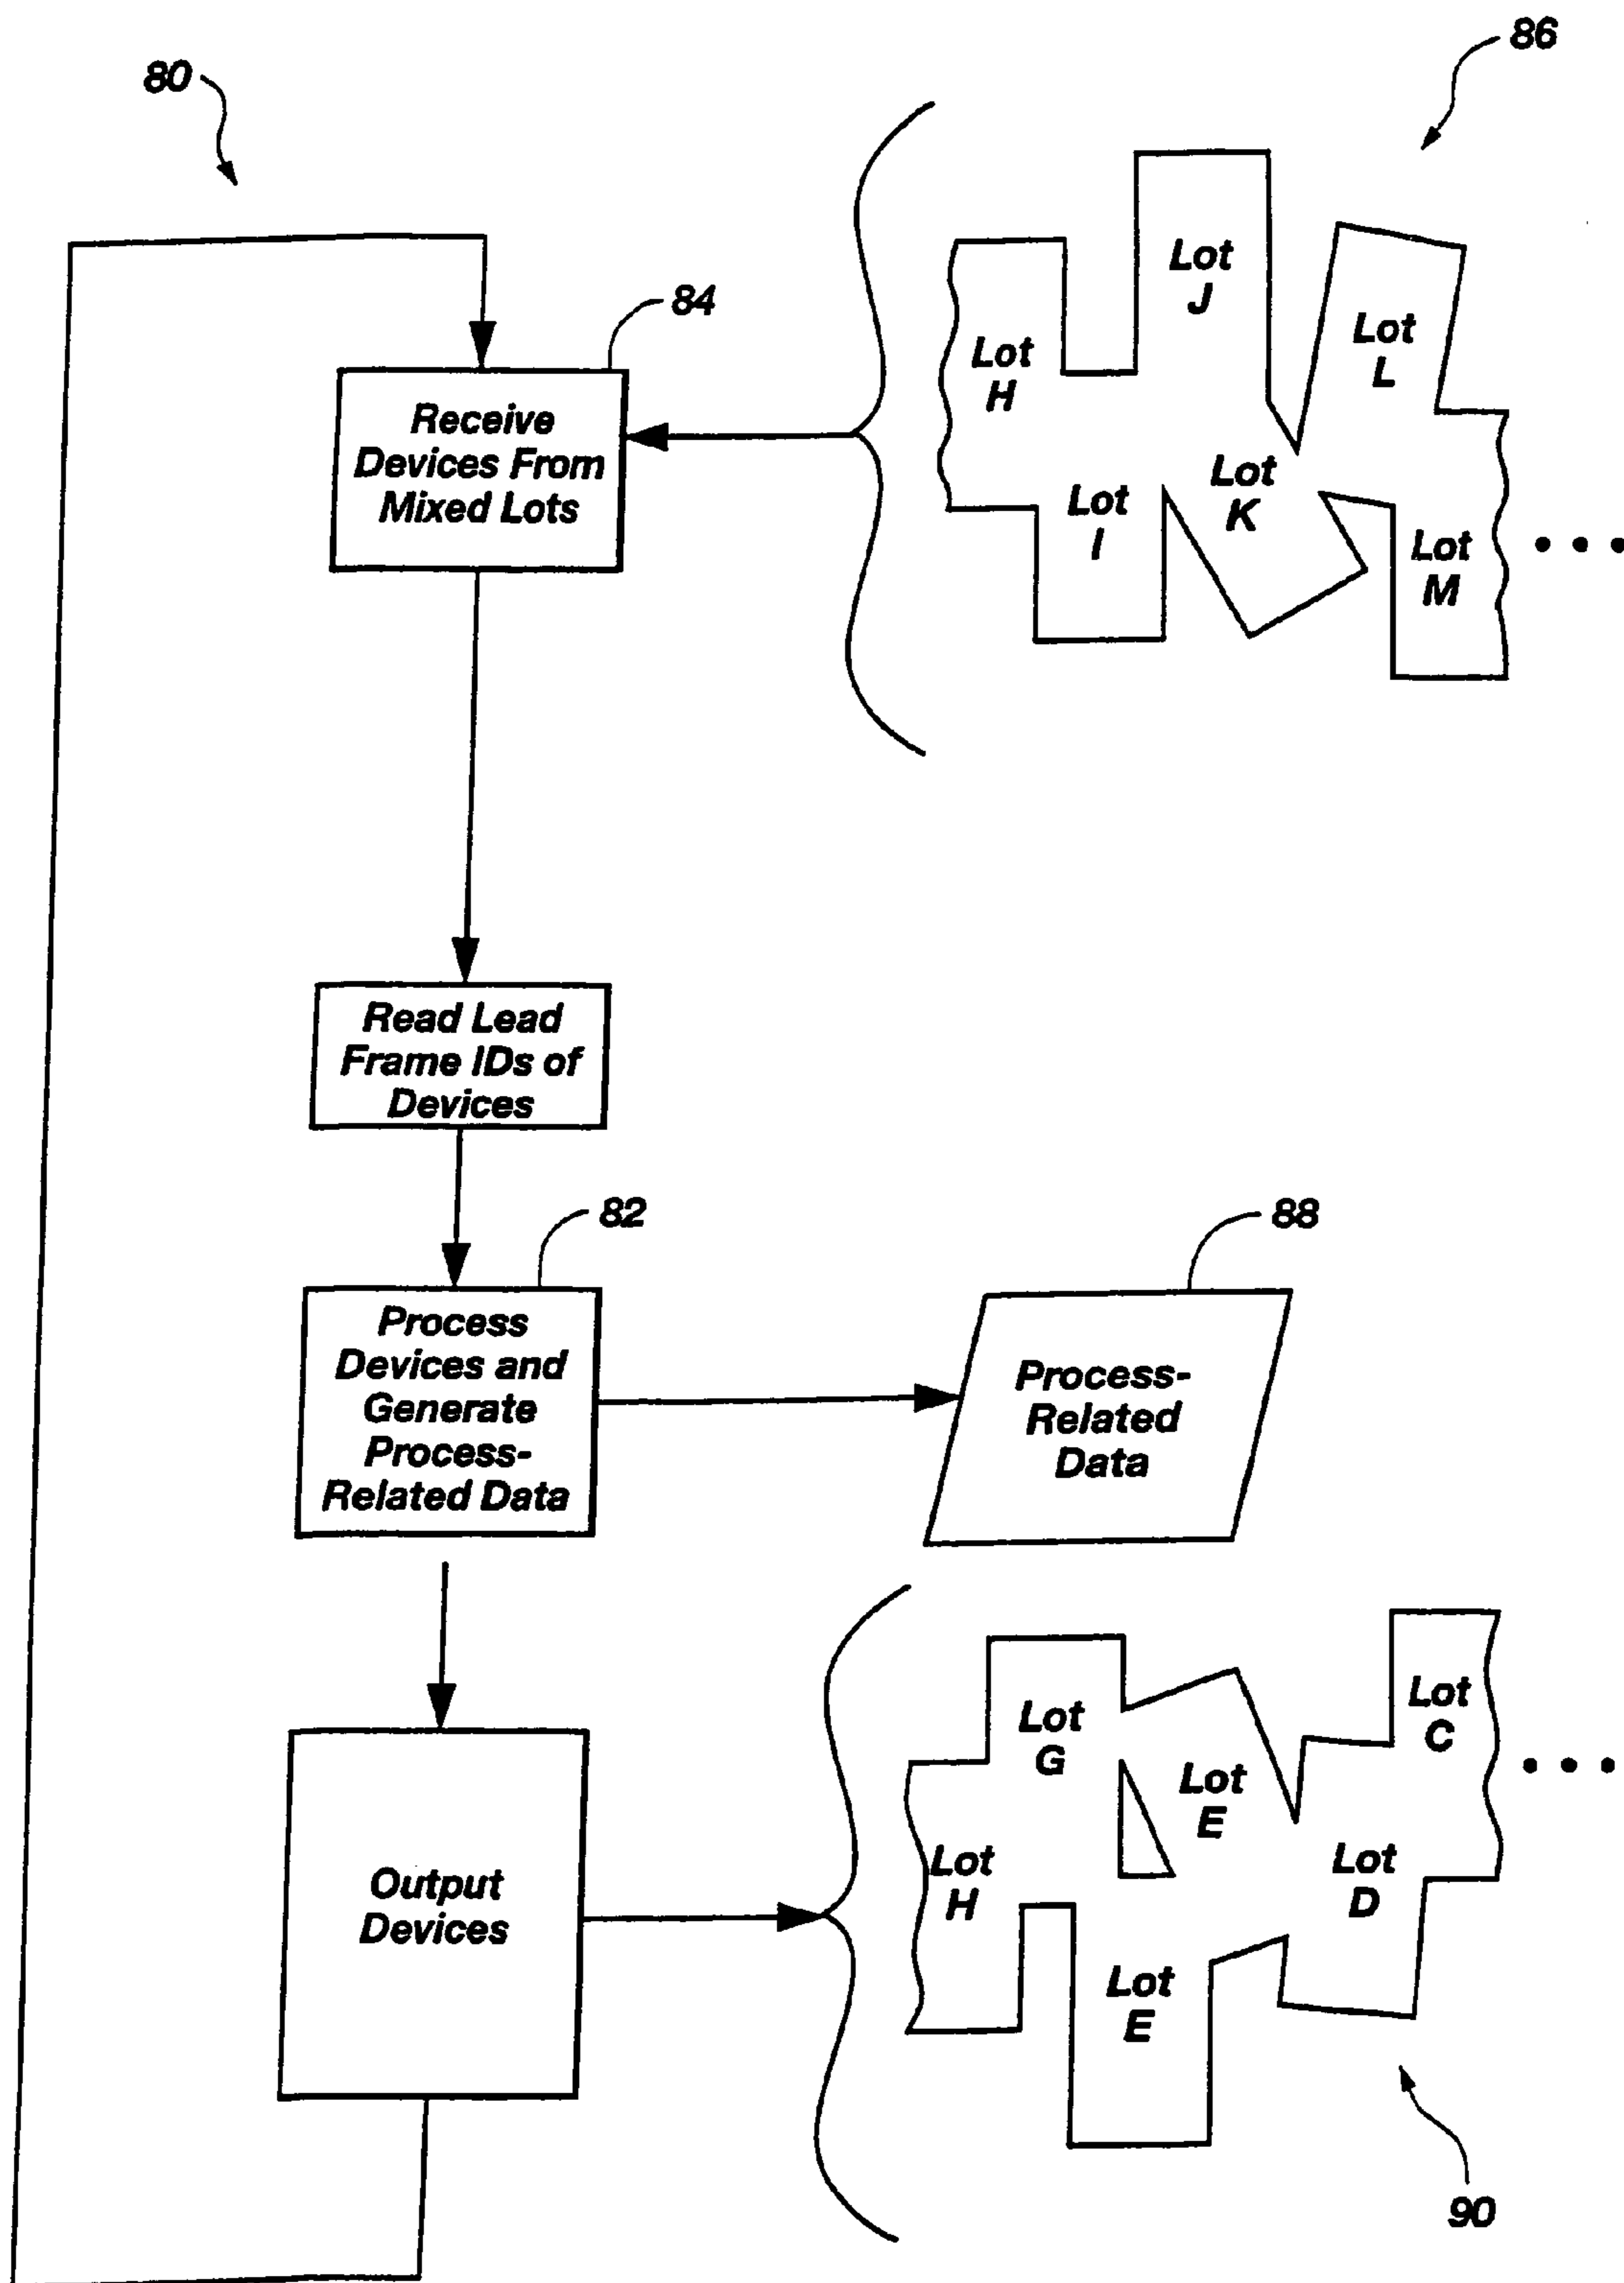 80
86
84
Receive
Devices From
Mixed Lots
Lot
H
Lot
J
Lot
L
Lot
I
Lot
K
Lot
M
• • •
Read Lead
Frame IDs of
Devices
82
88
Process
Devices and
Generate
Process-
Related Data
Process-
Related
Data
Output
Devices
Lot
H
Lot
G
Lot
E
Lot
E
Lot
D
Lot
C
• • •
90